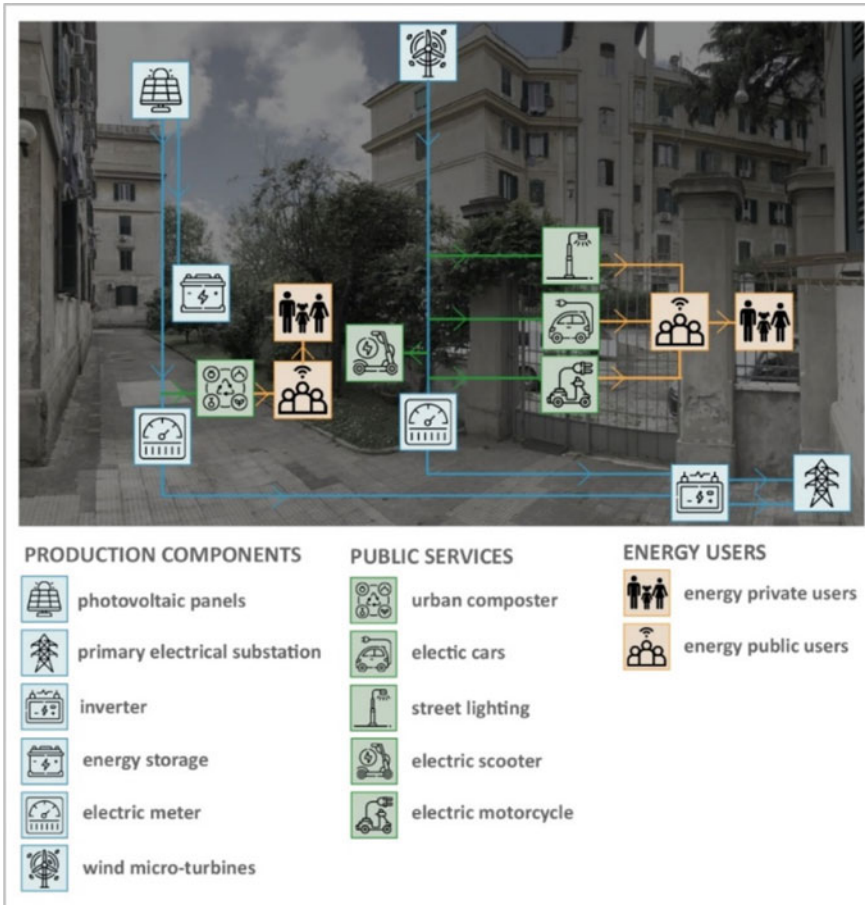 PRODUCTION COMPONENTS
photovoltaic panels
primary electrical substation
inverter
energy storage
electric meter
wind micro-turbines
PUBLIC SERVICES
urban composter
electic cars
street lighting
electric scooter
electric motorcycle
ENERGY USERS
energy private users
energy public users